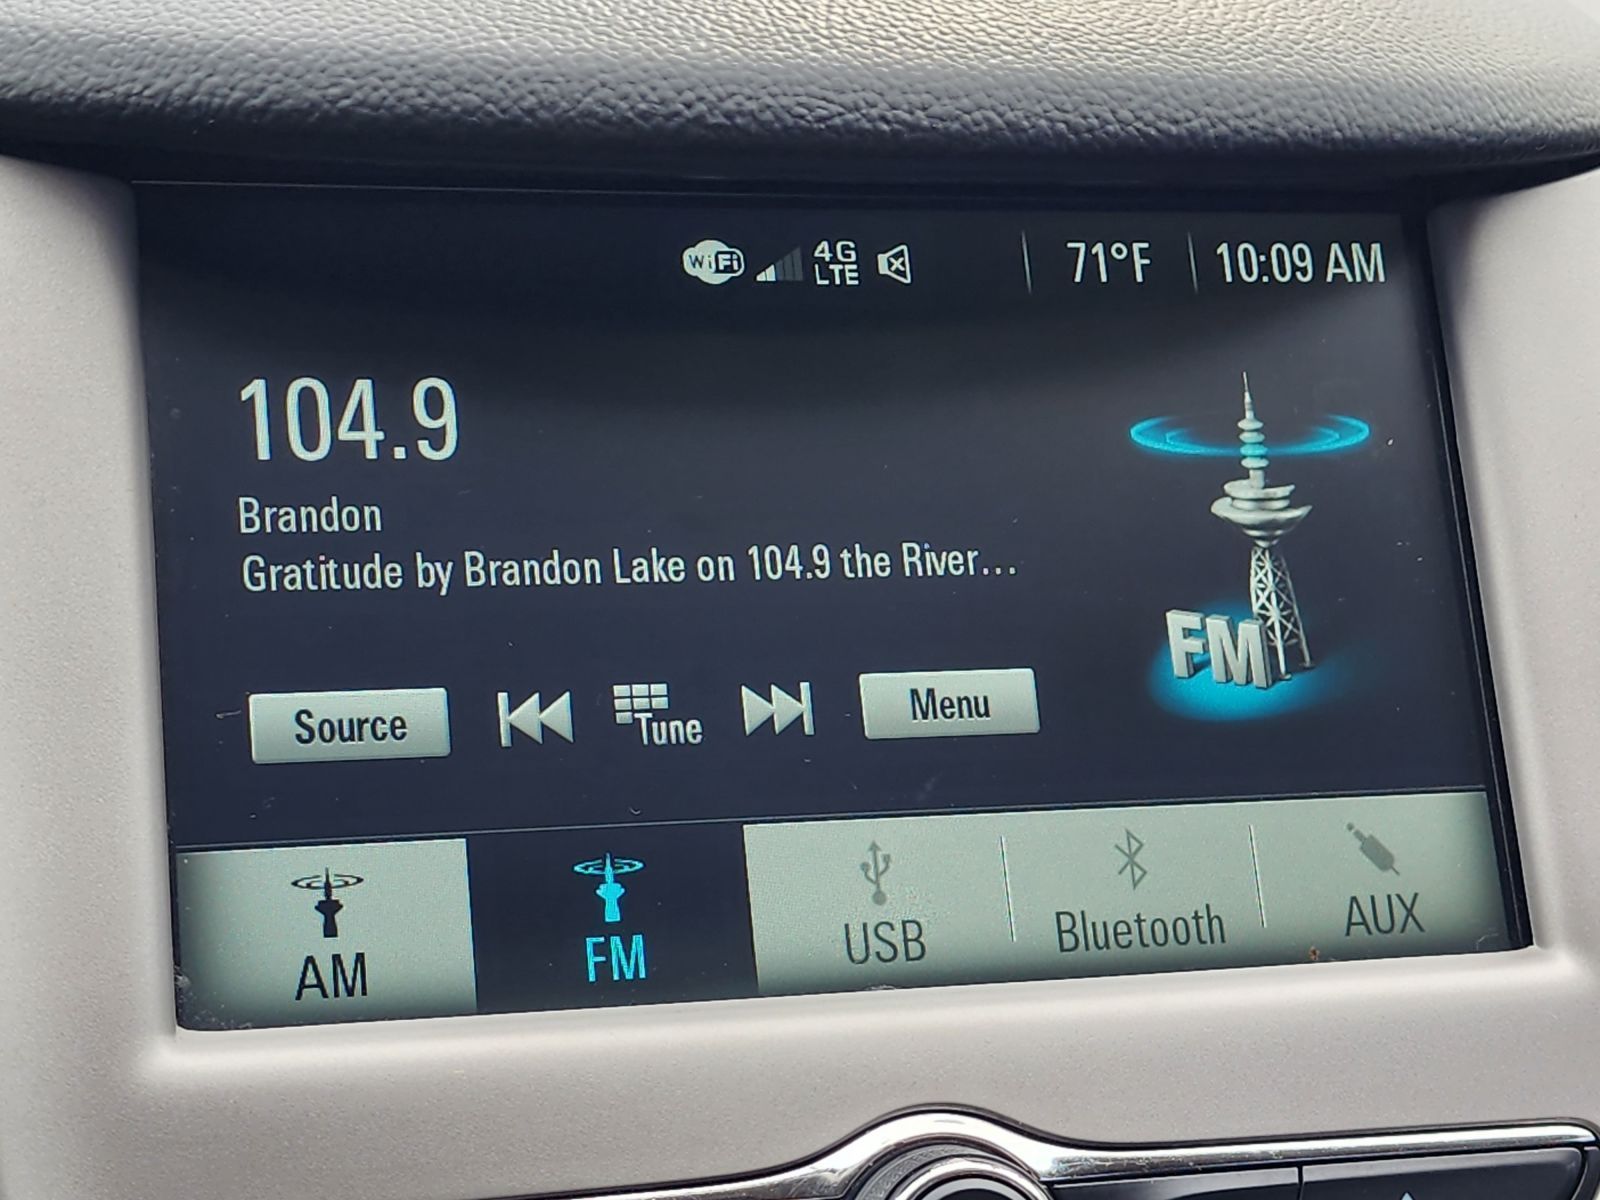 WiFi 4G LTE 71°F 10:09 AM
104.9
Brandon
Gratitude by Brandon Lake on 104.9 the River...
FM
Source Tune Menu
AM FM USB Bluetooth AUX